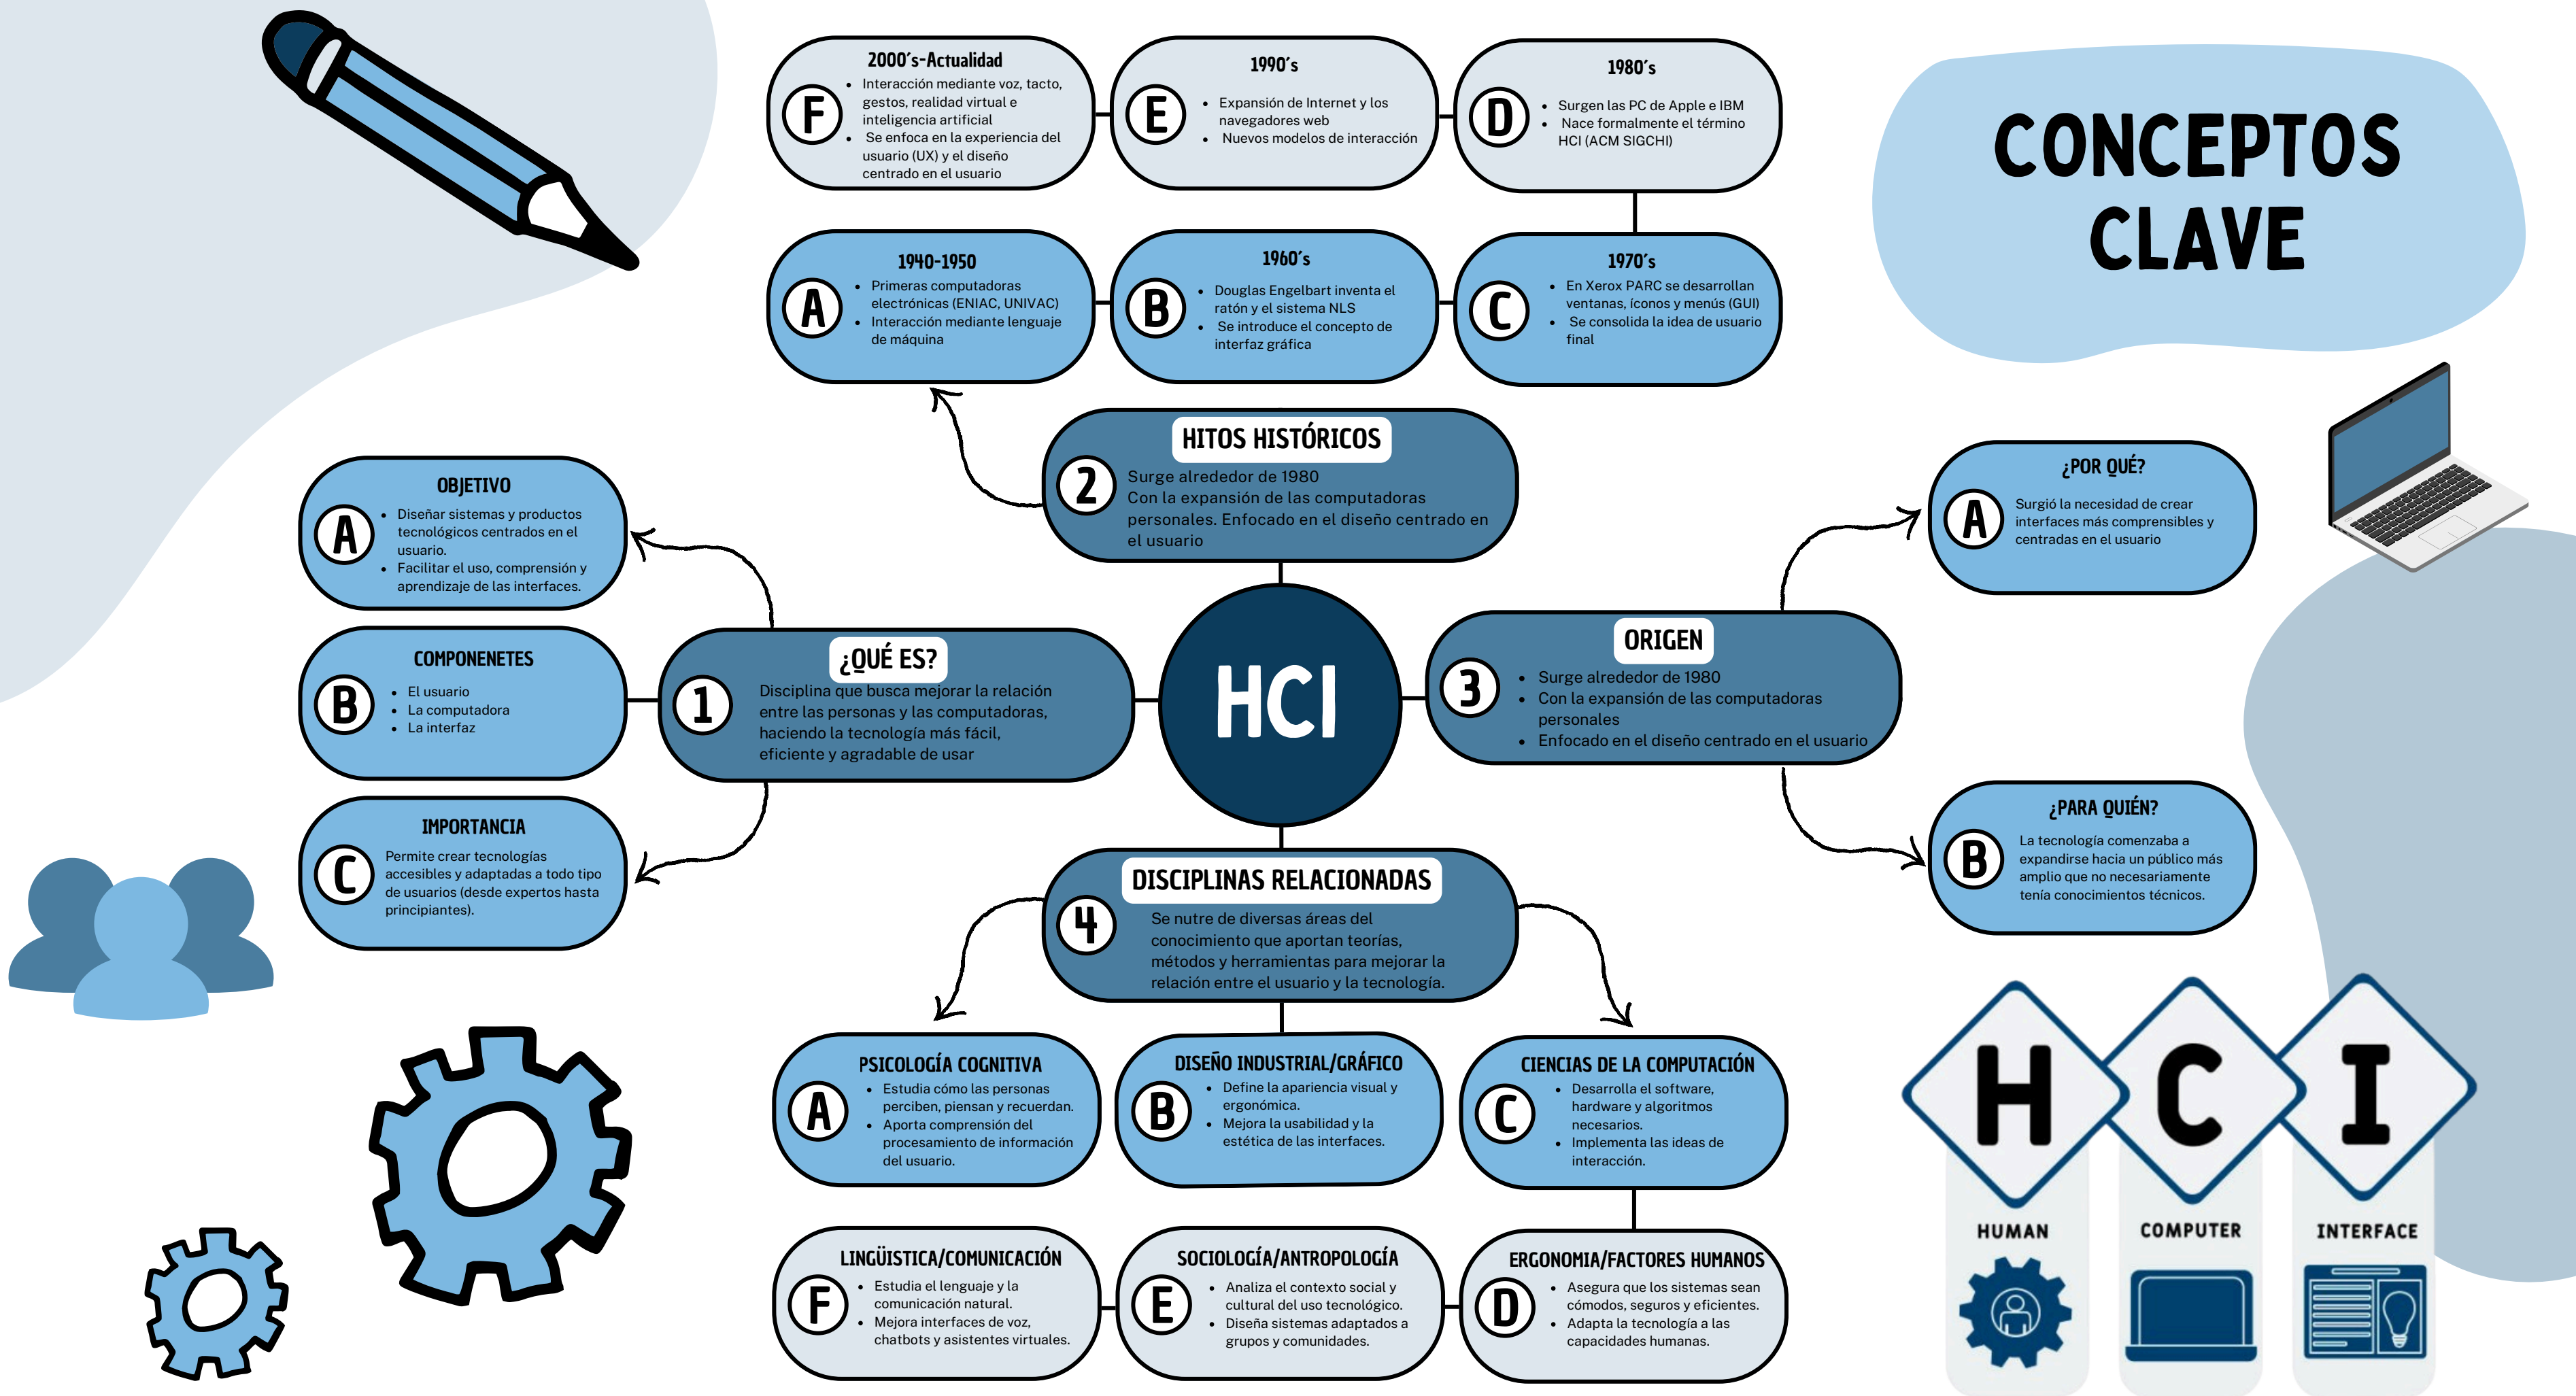 CONCEPTOS
CLAVE
HCI
1
¿QUÉ ES?
Disciplina que busca mejorar la relación
entre las personas y las computadoras,
haciendo la tecnología más fácil,
eficiente y agradable de usar
A
OBJETIVO
• Diseñar sistemas y productos
tecnológicos centrados en el
usuario.
• Facilitar el uso, comprensión y
aprendizaje de las interfaces.
B
COMPONENETES
• El usuario
• La computadora
• La interfaz
C
IMPORTANCIA
Permite crear tecnologías
accesibles y adaptadas a todo tipo
de usuarios (desde expertos hasta
principiantes).
2
HITOS HISTÓRICOS
Surge alrededor de 1980
Con la expansión de las computadoras
personales. Enfocado en el diseño centrado en
el usuario
A
1940-1950
• Primeras computadoras
electrónicas (ENIAC, UNIVAC)
• Interacción mediante lenguaje
de máquina
B
1960´s
• Douglas Engelbart inventa el
ratón y el sistema NLS
• Se introduce el concepto de
interfaz gráfica
C
1970´s
• En Xerox PARC se desarrollan
ventanas, íconos y menús (GUI)
• Se consolida la idea de usuario
final
D
1980´s
• Surgen las PC de Apple e IBM
• Nace formalmente el término
HCI (ACM SIGCHI)
E
1990´s
• Expansión de Internet y los
navegadores web
• Nuevos modelos de interacción
F
2000´s-Actualidad
• Interacción mediante voz, tacto,
gestos, realidad virtual e
inteligencia artificial
• Se enfoca en la experiencia del
usuario (UX) y el diseño
centrado en el usuario
3
ORIGEN
• Surge alrededor de 1980
• Con la expansión de las computadoras
personales
• Enfocado en el diseño centrado en el usuario
A
¿POR QUÉ?
Surgió la necesidad de crear
interfaces más comprensibles y
centradas en el usuario
B
¿PARA QUIÉN?
La tecnología comenzaba a
expandirse hacia un público más
amplio que no necesariamente
tenía conocimientos técnicos.
4
DISCIPLINAS RELACIONADAS
Se nutre de diversas áreas del
conocimiento que aportan teorías,
métodos y herramientas para mejorar la
relación entre el usuario y la tecnología.
A
PSICOLOGÍA COGNITIVA
• Estudia cómo las personas
perciben, piensan y recuerdan.
• Aporta comprensión del
procesamiento de información
del usuario.
B
DISEÑO INDUSTRIAL/GRÁFICO
• Define la apariencia visual y
ergonómica.
• Mejora la usabilidad y la
estética de las interfaces.
C
CIENCIAS DE LA COMPUTACIÓN
• Desarrolla el software,
hardware y algoritmos
necesarios.
• Implementa las ideas de
interacción.
D
ERGONOMIA/FACTORES HUMANOS
• Asegura que los sistemas sean
cómodos, seguros y eficientes.
• Adapta la tecnología a las
capacidades humanas.
E
SOCIOLOGÍA/ANTROPOLOGÍA
• Analiza el contexto social y
cultural del uso tecnológico.
• Diseña sistemas adaptados a
grupos y comunidades.
F
LINGÜISTICA/COMUNICACIÓN
• Estudia el lenguaje y la
comunicación natural.
• Mejora interfaces de voz,
chatbots y asistentes virtuales.
H C I
HUMAN COMPUTER INTERFACE